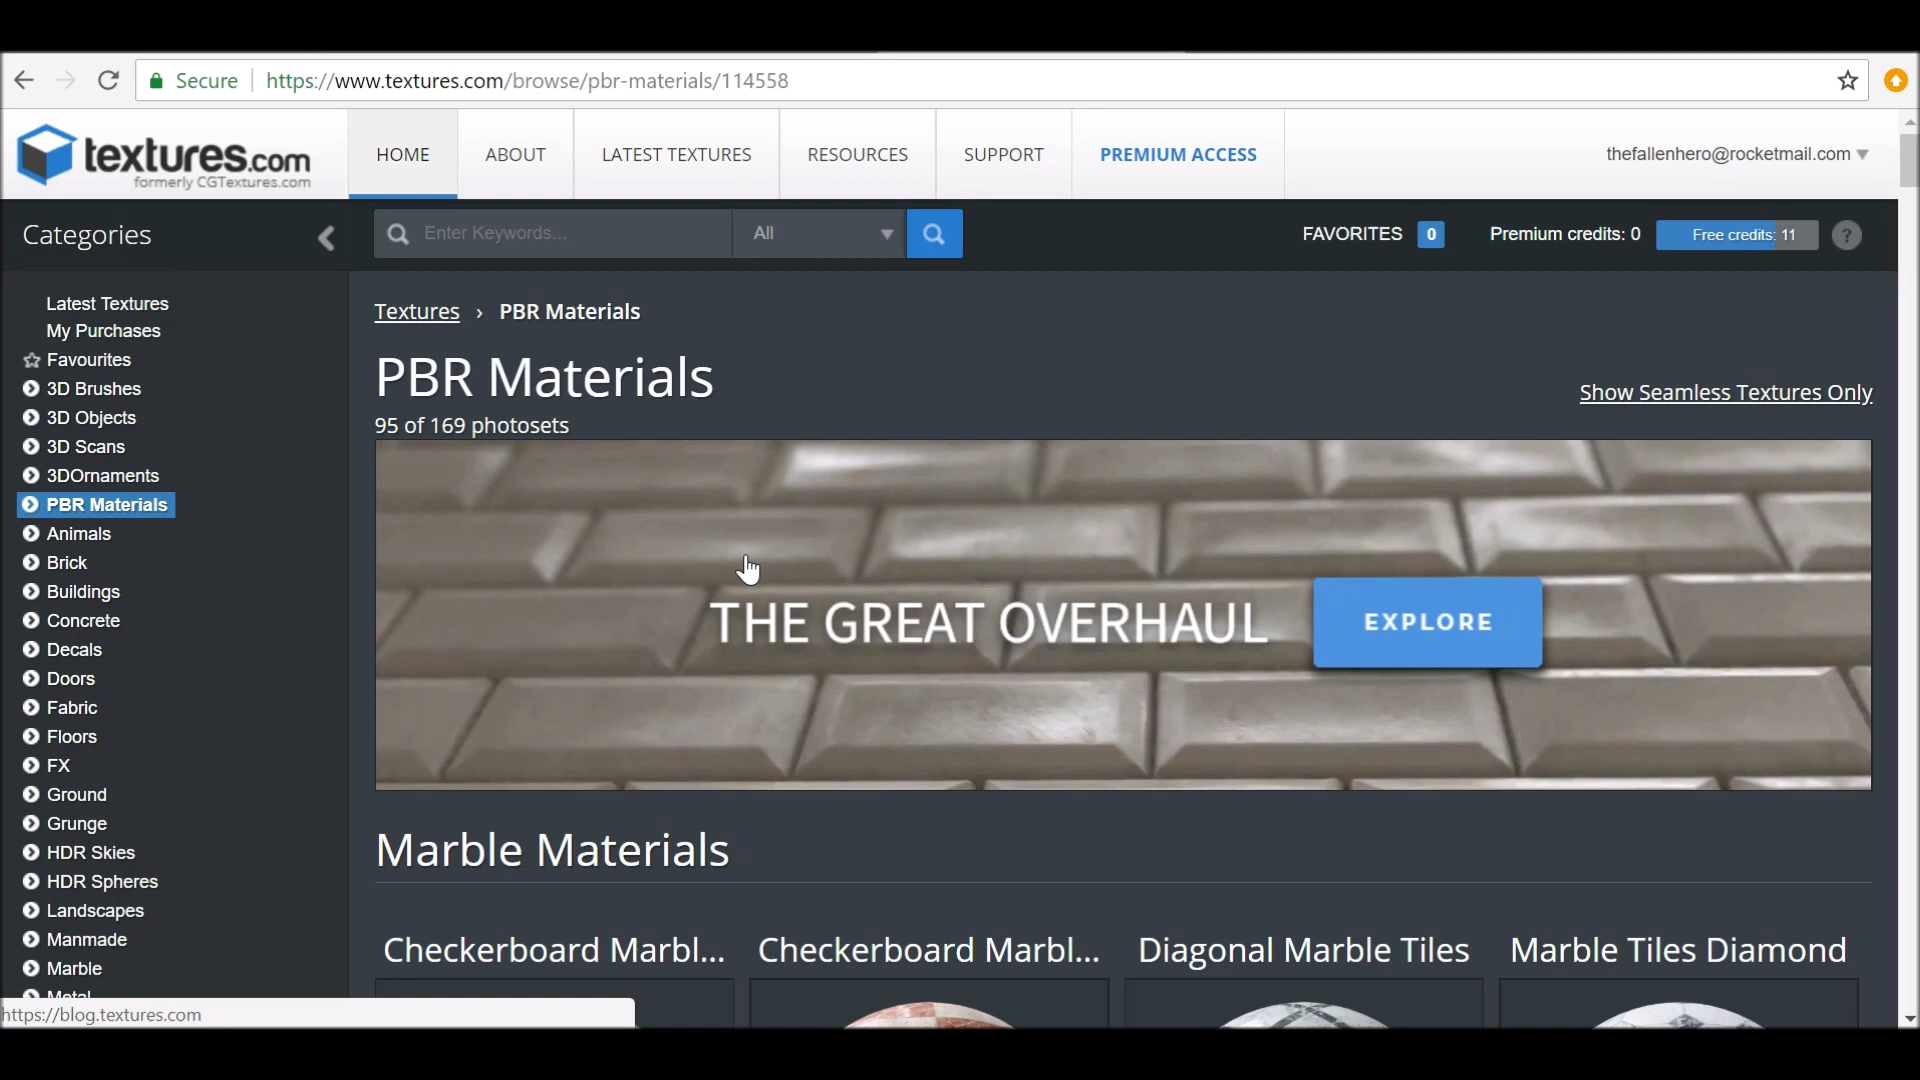 Secure https://www.textures.com/browse/pbr-materials/114558
textures.com
formerly CGTextures.com
HOME ABOUT LATEST TEXTURES RESOURCES SUPPORT PREMIUM ACCESS thefallenhero@rocketmail.com
Categories
Enter Keywords... All FAVORITES 0 Premium credits: 0 Free credits: 11 ?
Latest Textures
My Purchases
Favourites
3D Brushes
3D Objects
3D Scans
3DOrnaments
PBR Materials
Animals
Brick
Buildings
Concrete
Decals
Doors
Fabric
Floors
FX
Ground
Grunge
HDR Skies
HDR Spheres
Landscapes
Manmade
Marble
Metal
https://blog.textures.com
Textures › PBR Materials
PBR Materials
Show Seamless Textures Only
95 of 169 photosets
THE GREAT OVERHAUL EXPLORE
Marble Materials
Checkerboard Marbl... Checkerboard Marbl... Diagonal Marble Tiles Marble Tiles Diamond